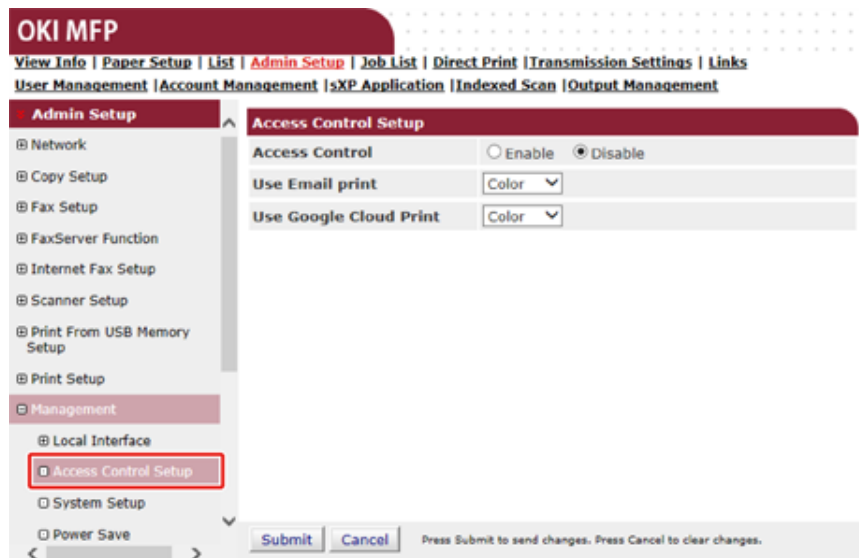 OKI MFP
View Info | Paper Setup | List | Admin Setup | Job List | Direct Print |Transmission Settings | Links
User Management |Account Management |sXP Application |Indexed Scan |Output Management
Admin Setup
Network
Copy Setup
Fax Setup
FaxServer Function
Internet Fax Setup
Scanner Setup
Print From USB Memory
Setup
Print Setup
Management
Local Interface
Access Control Setup
System Setup
Power Save
Access Control Setup
Access Control Enable Disable
Use Email print Color
Use Google Cloud Print Color
Submit Cancel Press Submit to send changes. Press Cancel to clear changes.